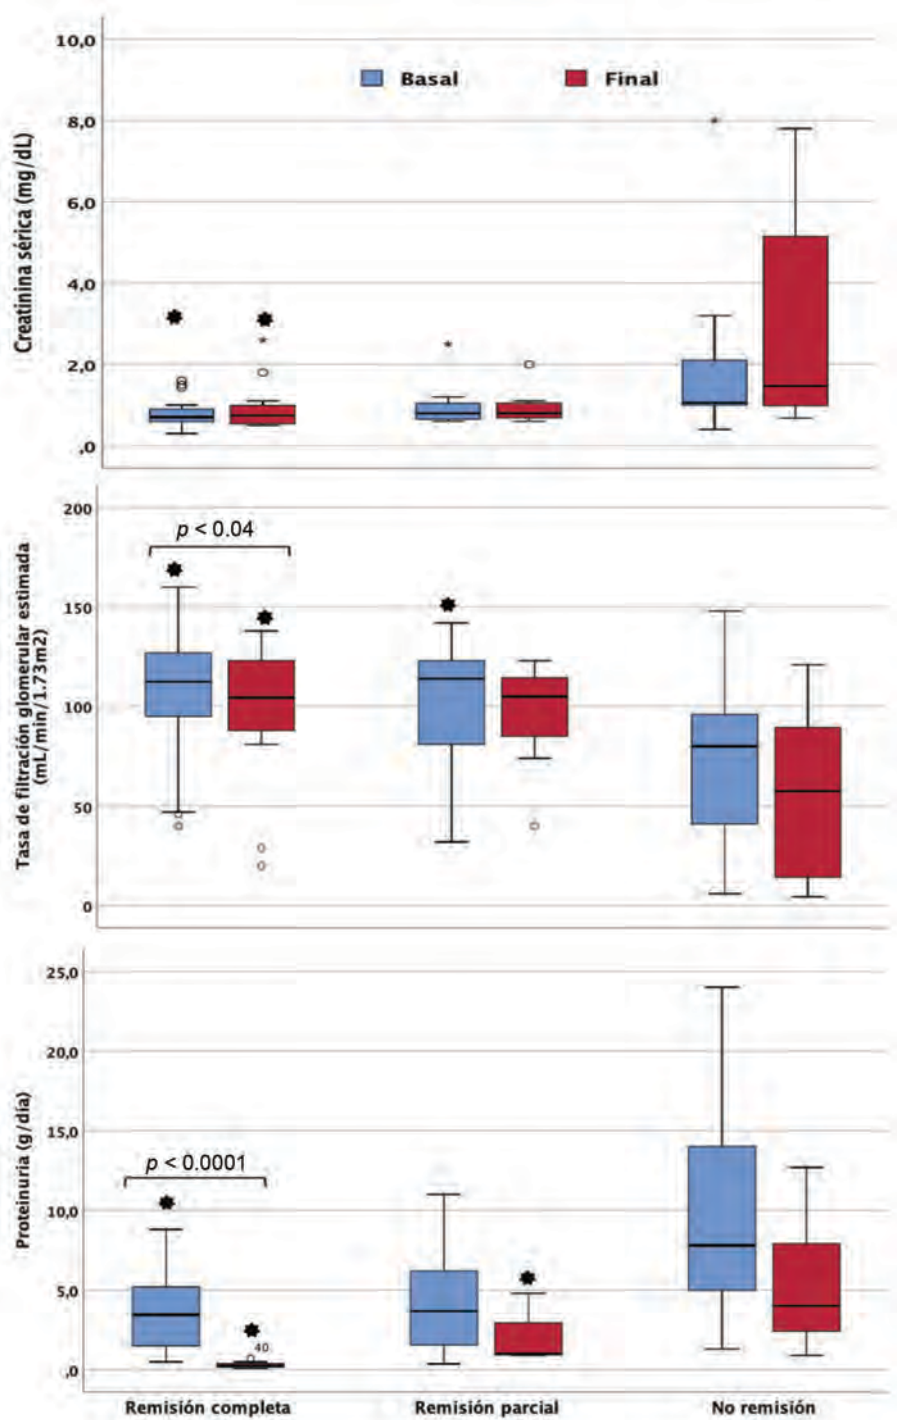 10,0
Basal Final
8,0
6,0
4,0
2,0
,0
Creatinina sérica (mg/dL)
200
p < 0.04
150
100
50
0
Tasa de filtración glomerular estimada
(mL/min/1.73m2)
25,0
20,0
15,0
p < 0.0001
10,0
5,0
40
,0
Proteinuria (g/día)
Remisión completa Remisión parcial No remisión